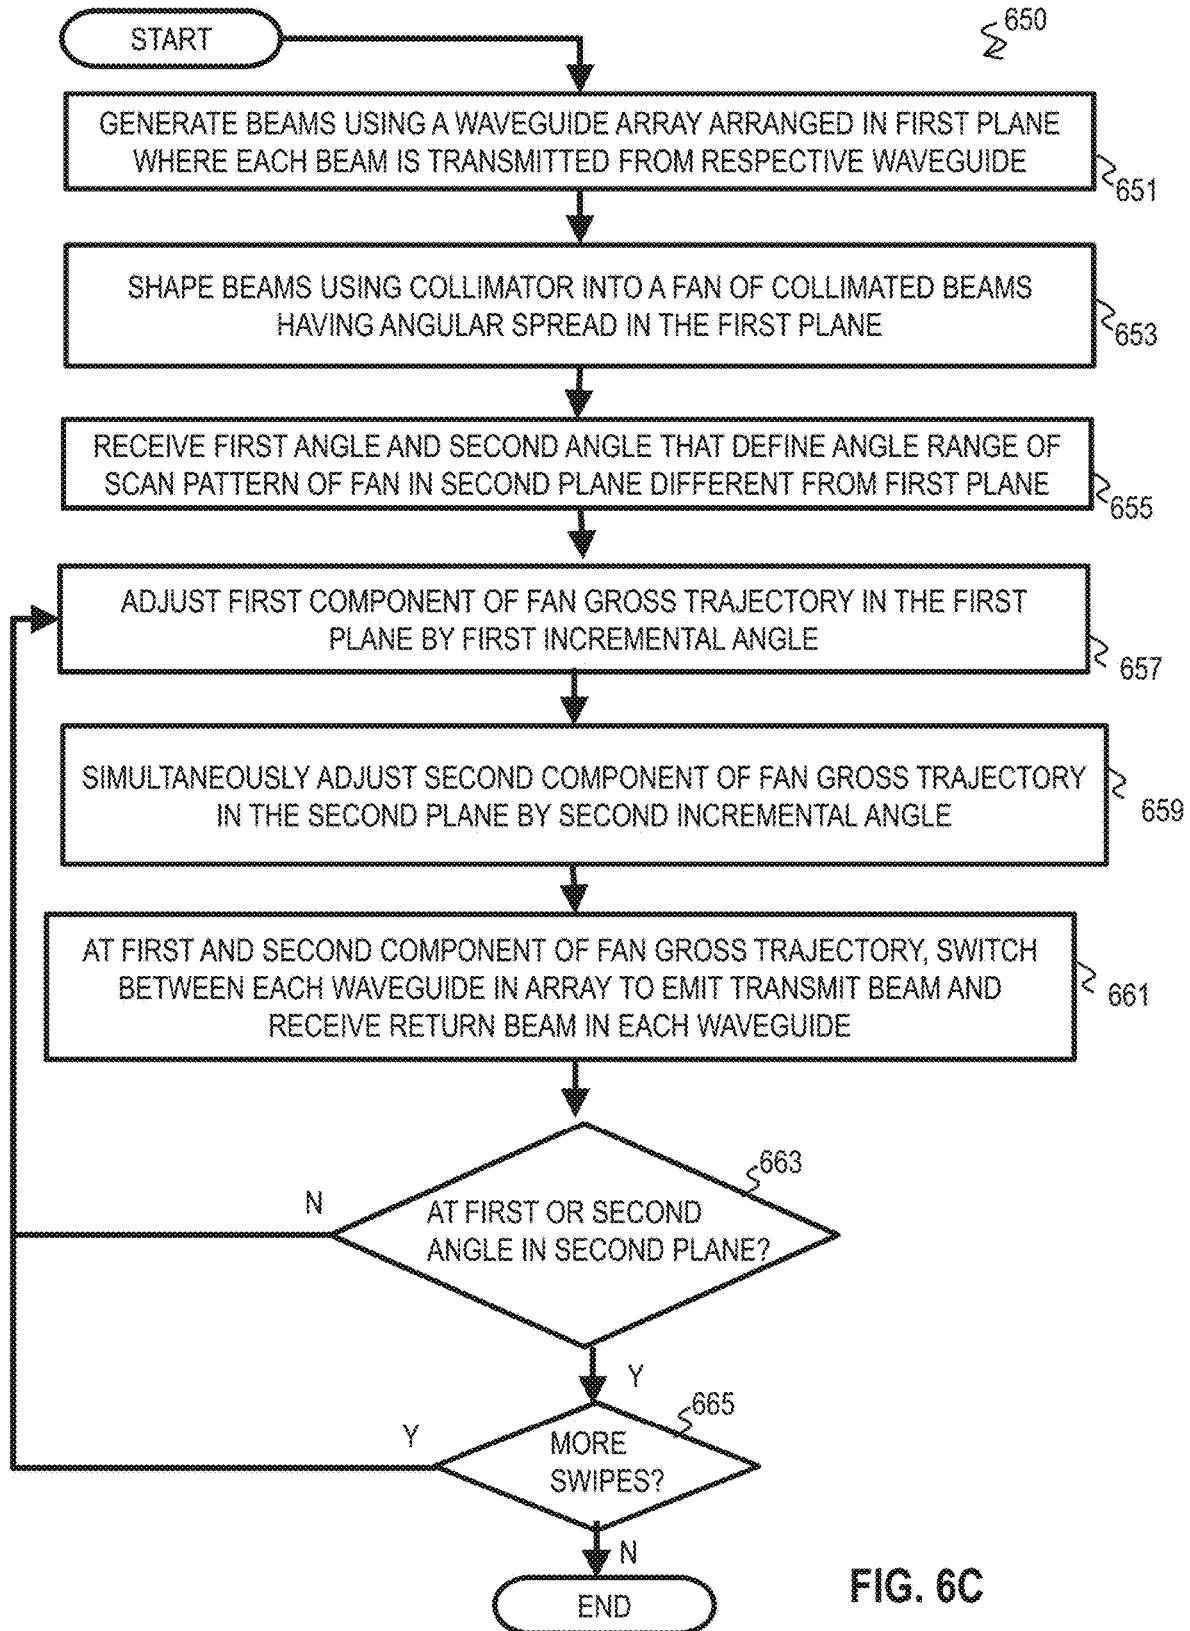 START
650
GENERATE BEAMS USING A WAVEGUIDE ARRAY ARRANGED IN FIRST PLANE
WHERE EACH BEAM IS TRANSMITTED FROM RESPECTIVE WAVEGUIDE
651
SHAPE BEAMS USING COLLIMATOR INTO A FAN OF COLLIMATED BEAMS
HAVING ANGULAR SPREAD IN THE FIRST PLANE
653
RECEIVE FIRST ANGLE AND SECOND ANGLE THAT DEFINE ANGLE RANGE OF
SCAN PATTERN OF FAN IN SECOND PLANE DIFFERENT FROM FIRST PLANE
655
ADJUST FIRST COMPONENT OF FAN GROSS TRAJECTORY IN THE FIRST
PLANE BY FIRST INCREMENTAL ANGLE
657
SIMULTANEOUSLY ADJUST SECOND COMPONENT OF FAN GROSS TRAJECTORY
IN THE SECOND PLANE BY SECOND INCREMENTAL ANGLE
659
AT FIRST AND SECOND COMPONENT OF FAN GROSS TRAJECTORY, SWITCH
BETWEEN EACH WAVEGUIDE IN ARRAY TO EMIT TRANSMIT BEAM AND
RECEIVE RETURN BEAM IN EACH WAVEGUIDE
661
663
N
AT FIRST OR SECOND
ANGLE IN SECOND PLANE?
Y
665
Y
MORE
SWIPES?
N
END
FIG. 6C